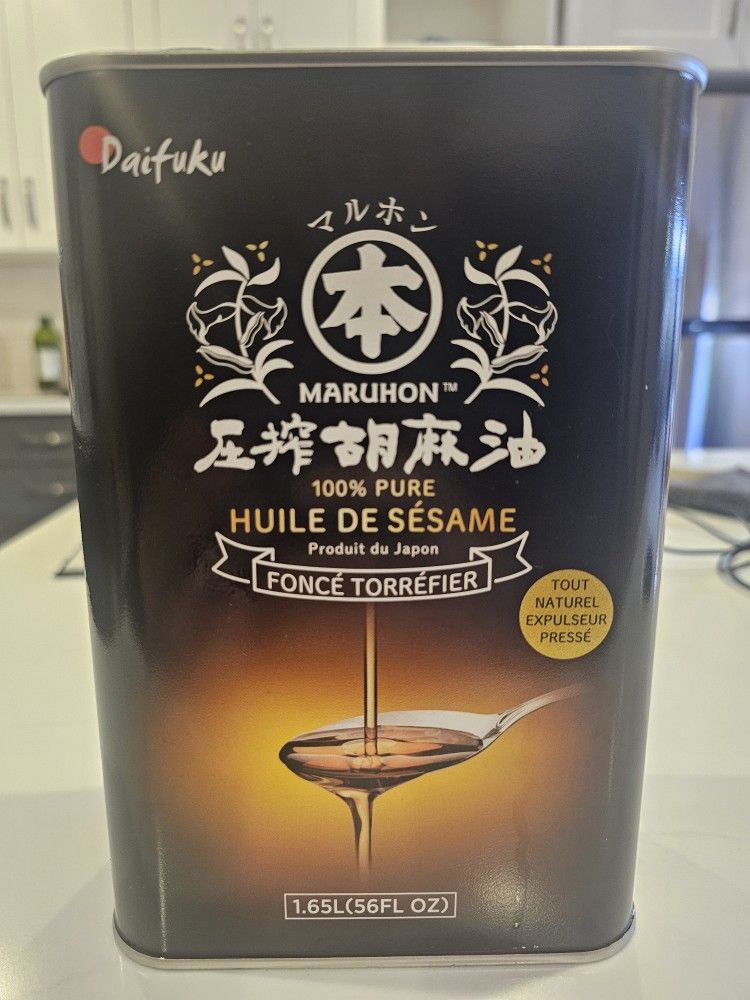 Daifuku
マルホン
本
MARUHON™
圧搾胡麻油
100% PURE
HUILE DE SÉSAME
Produit du Japon
FONCÉ TORRÉFIER
TOUT
NATUREL
EXPULSEUR
PRESSÉ
1.65L(56FL OZ)